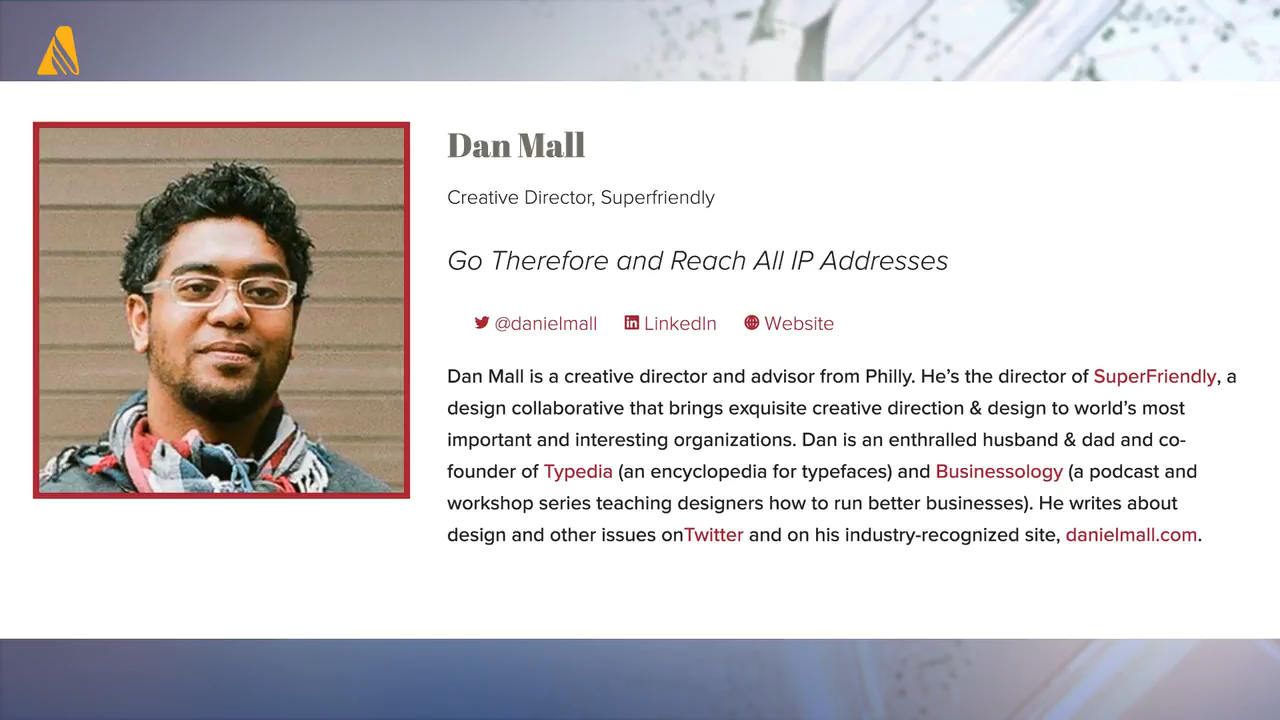 Dan Mall
Creative Director, Superfriendly
Go Therefore and Reach All IP Addresses
@danielmall LinkedIn Website
Dan Mall is a creative director and advisor from Philly. He’s the director of SuperFriendly, a
design collaborative that brings exquisite creative direction & design to world’s most
important and interesting organizations. Dan is an enthralled husband & dad and co-
founder of Typedia (an encyclopedia for typefaces) and Businessology (a podcast and
workshop series teaching designers how to run better businesses). He writes about
design and other issues onTwitter and on his industry-recognized site, danielmall.com.